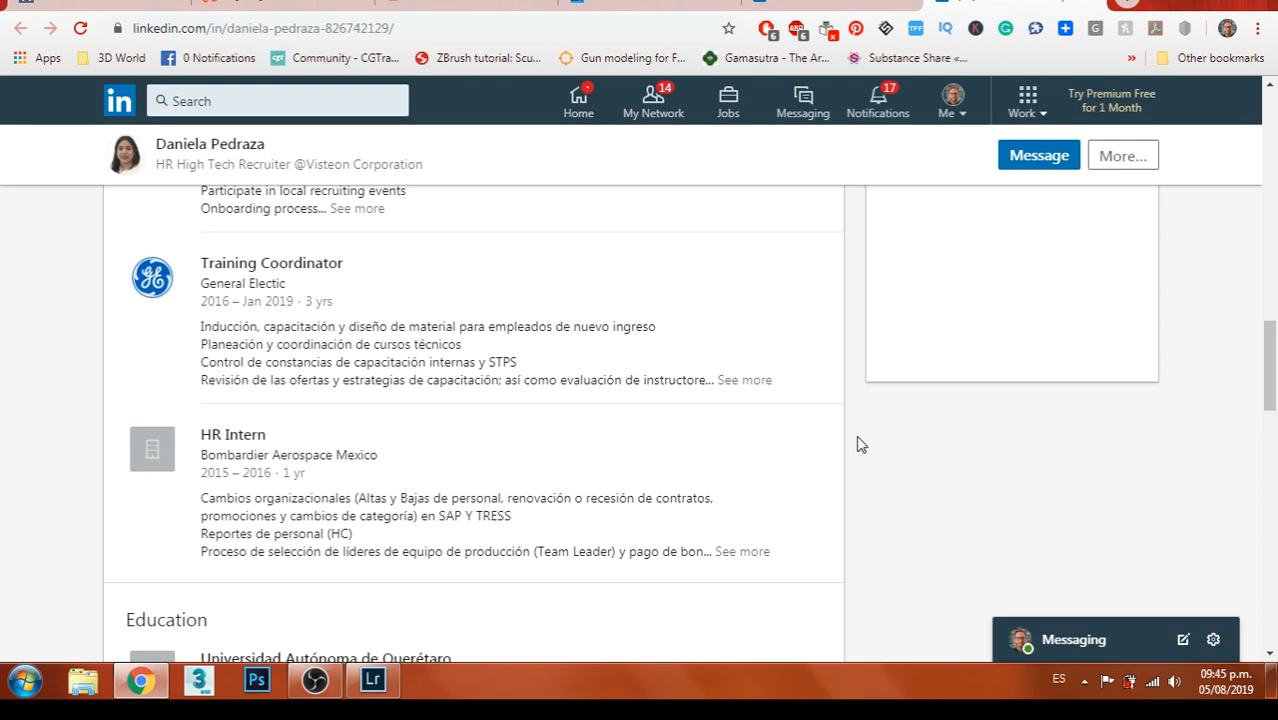 linkedin.com/in/daniela-pedraza-826742129/
Apps
3D World
0 Notifications
Community - CGTra...
ZBrush tutorial: Scu...
Gun modeling for F...
Gamasutra - The Ar...
Substance Share «...
»
Other bookmarks
in
Search
Home
14
My Network
Jobs
Messaging
17
Notifications
Me
Work
Try Premium Free
for 1 Month
Daniela Pedraza
HR High Tech Recruiter @Visteon Corporation
Message
More...
Participate in local recruiting events
Onboarding process... See more
Training Coordinator
General Electic
2016 – Jan 2019 · 3 yrs
Inducción, capacitación y diseño de material para empleados de nuevo ingreso
Planeación y coordinación de cursos técnicos
Control de constancias de capacitación internas y STPS
Revisión de las ofertas y estrategias de capacitación; así como evaluación de instructore... See more
HR Intern
Bombardier Aerospace Mexico
2015 – 2016 · 1 yr
Cambios organizacionales (Altas y Bajas de personal, renovación o recesión de contratos,
promociones y cambios de categoría) en SAP Y TRESS
Reportes de personal (HC)
Proceso de selección de líderes de equipo de producción (Team Leader) y pago de bon... See more
Education
Universidad Autónoma de Querétaro
Messaging
Ps
Lr
ES
09:45 p.m.
05/08/2019